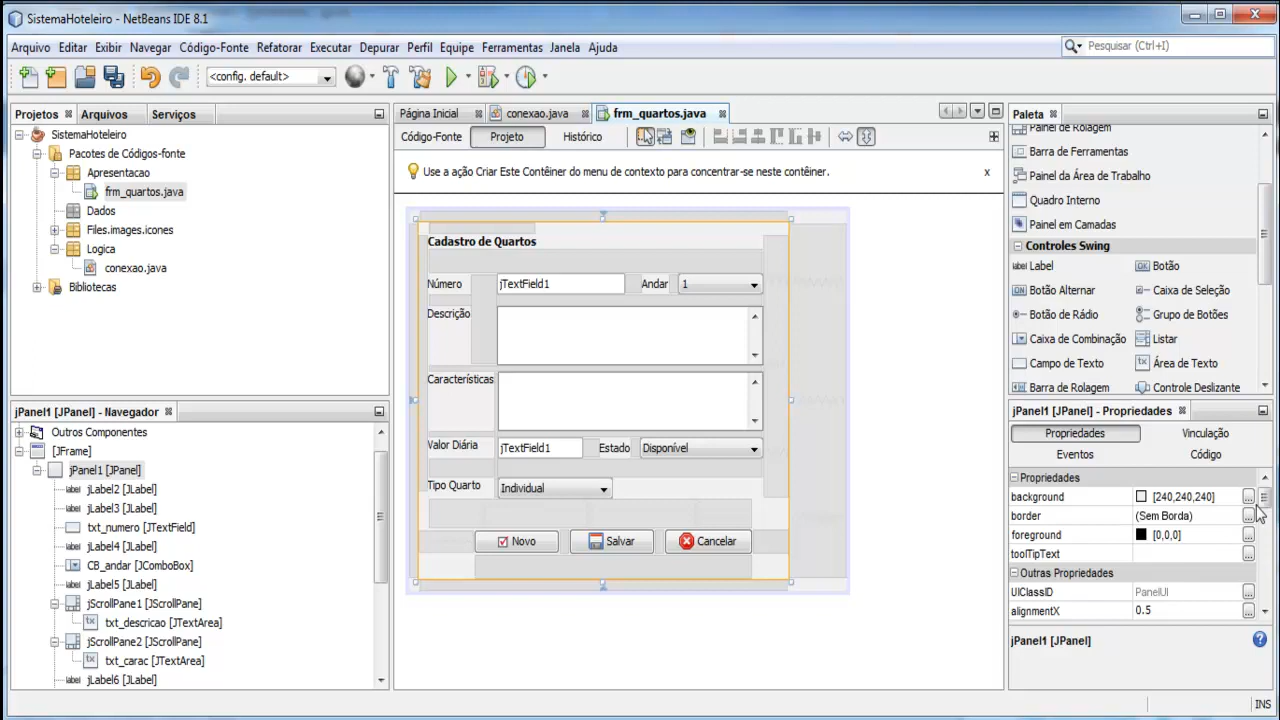 SistemaHoteleiro - NetBeans IDE 8.1
Arquivo Editar Exibir Navegar Código-Fonte Refatorar Executar Depurar Perfil Equipe Ferramentas Janela Ajuda
Pesquisar (Ctrl+I)
<config. default>
Projetos Arquivos Serviços
SistemaHoteleiro
Pacotes de Códigos-fonte
Apresentacao
frm_quartos.java
Dados
Files.images.icones
Logica
conexao.java
Bibliotecas
jPanel1 [JPanel] - Navegador
Outros Componentes
[JFrame]
jPanel1 [JPanel]
jLabel2 [JLabel]
jLabel3 [JLabel]
txt_numero [JTextField]
jLabel4 [JLabel]
CB_andar [JComboBox]
jLabel5 [JLabel]
jScrollPane1 [JScrollPane]
txt_descricao [JTextArea]
jScrollPane2 [JScrollPane]
txt_carac [JTextArea]
jLabel6 [JLabel]
Página Inicial conexao.java frm_quartos.java
Código-Fonte Projeto Histórico
Use a ação Criar Este Contêiner do menu de contexto para concentrar-se neste contêiner. x
Cadastro de Quartos
Número jTextField1 Andar 1
Descrição
Características
Valor Diária jTextField1 Estado Disponível
Tipo Quarto Individual
Novo Salvar Cancelar
Paleta
Painel de Rolagem
Barra de Ferramentas
Painel da Área de Trabalho
Quadro Interno
Painel em Camadas
Controles Swing
label Label OK Botão
ON Botão Alternar Caixa de Seleção
Botão de Rádio Grupo de Botões
Caixa de Combinação Listar
Campo de Texto tx Área de Texto
Barra de Rolagem Controle Deslizante
jPanel1 [JPanel] - Propriedades
Propriedades Vinculação
Eventos Código
Propriedades
background [240,240,240] ...
border (Sem Borda) ...
foreground [0,0,0] ...
toolTipText ...
Outras Propriedades
UIClassID PanelUI ...
alignmentX 0.5 ...
jPanel1 [JPanel]
INS